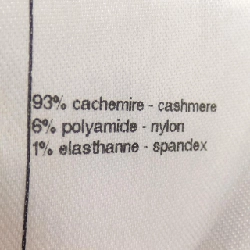 93% cachemire - cashmere
6% polyamide - nylon
1% elasthanne - spandex